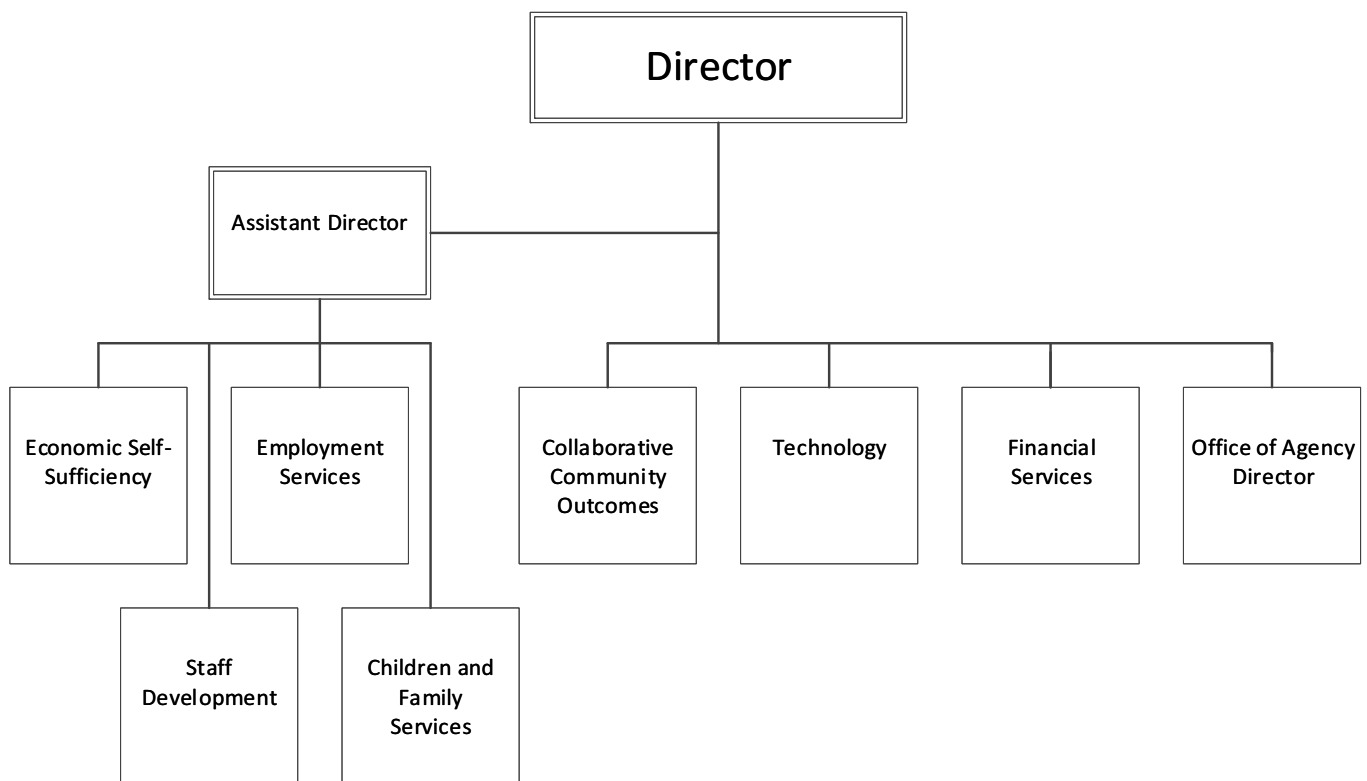 Director
Assistant Director
Economic Self-
Sufficiency
Employment
Services
Collaborative
Community
Outcomes
Technology
Financial
Services
Office of Agency
Director
Staff
Development
Children and
Family
Services